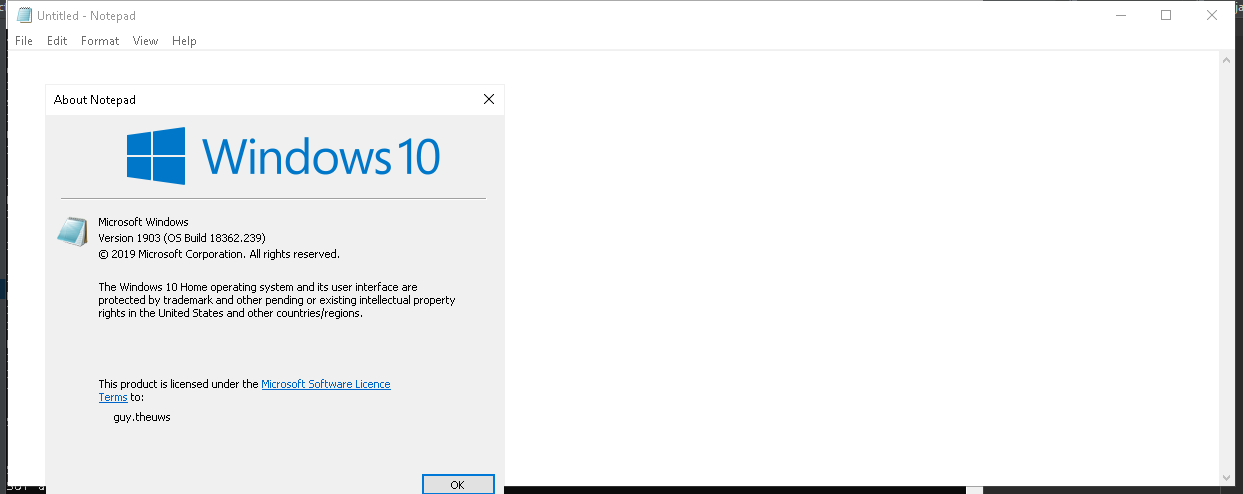 Untitled - Notepad
File Edit Format View Help
About Notepad
Windows 10
Microsoft Windows
Version 1903 (OS Build 18362.239)
© 2019 Microsoft Corporation. All rights reserved.
The Windows 10 Home operating system and its user interface are
protected by trademark and other pending or existing intellectual property
rights in the United States and other countries/regions.
This product is licensed under the Microsoft Software Licence
Terms to:
guy.theuws
OK